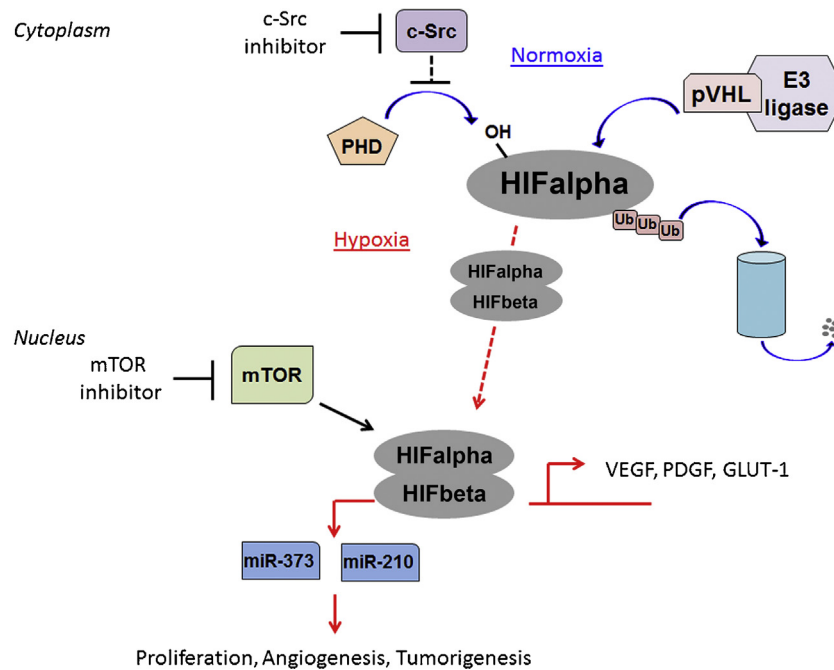 Cytoplasm
c-Src
inhibitor
c-Src
Normoxia
pVHL
E3
ligase
PHD
OH
HIFalpha
Ub
Ub
Ub
Hypoxia
HIFalpha
HIFbeta
Nucleus
mTOR
inhibitor
mTOR
HIFalpha
HIFbeta
VEGF, PDGF, GLUT-1
miR-373
miR-210
Proliferation, Angiogenesis, Tumorigenesis